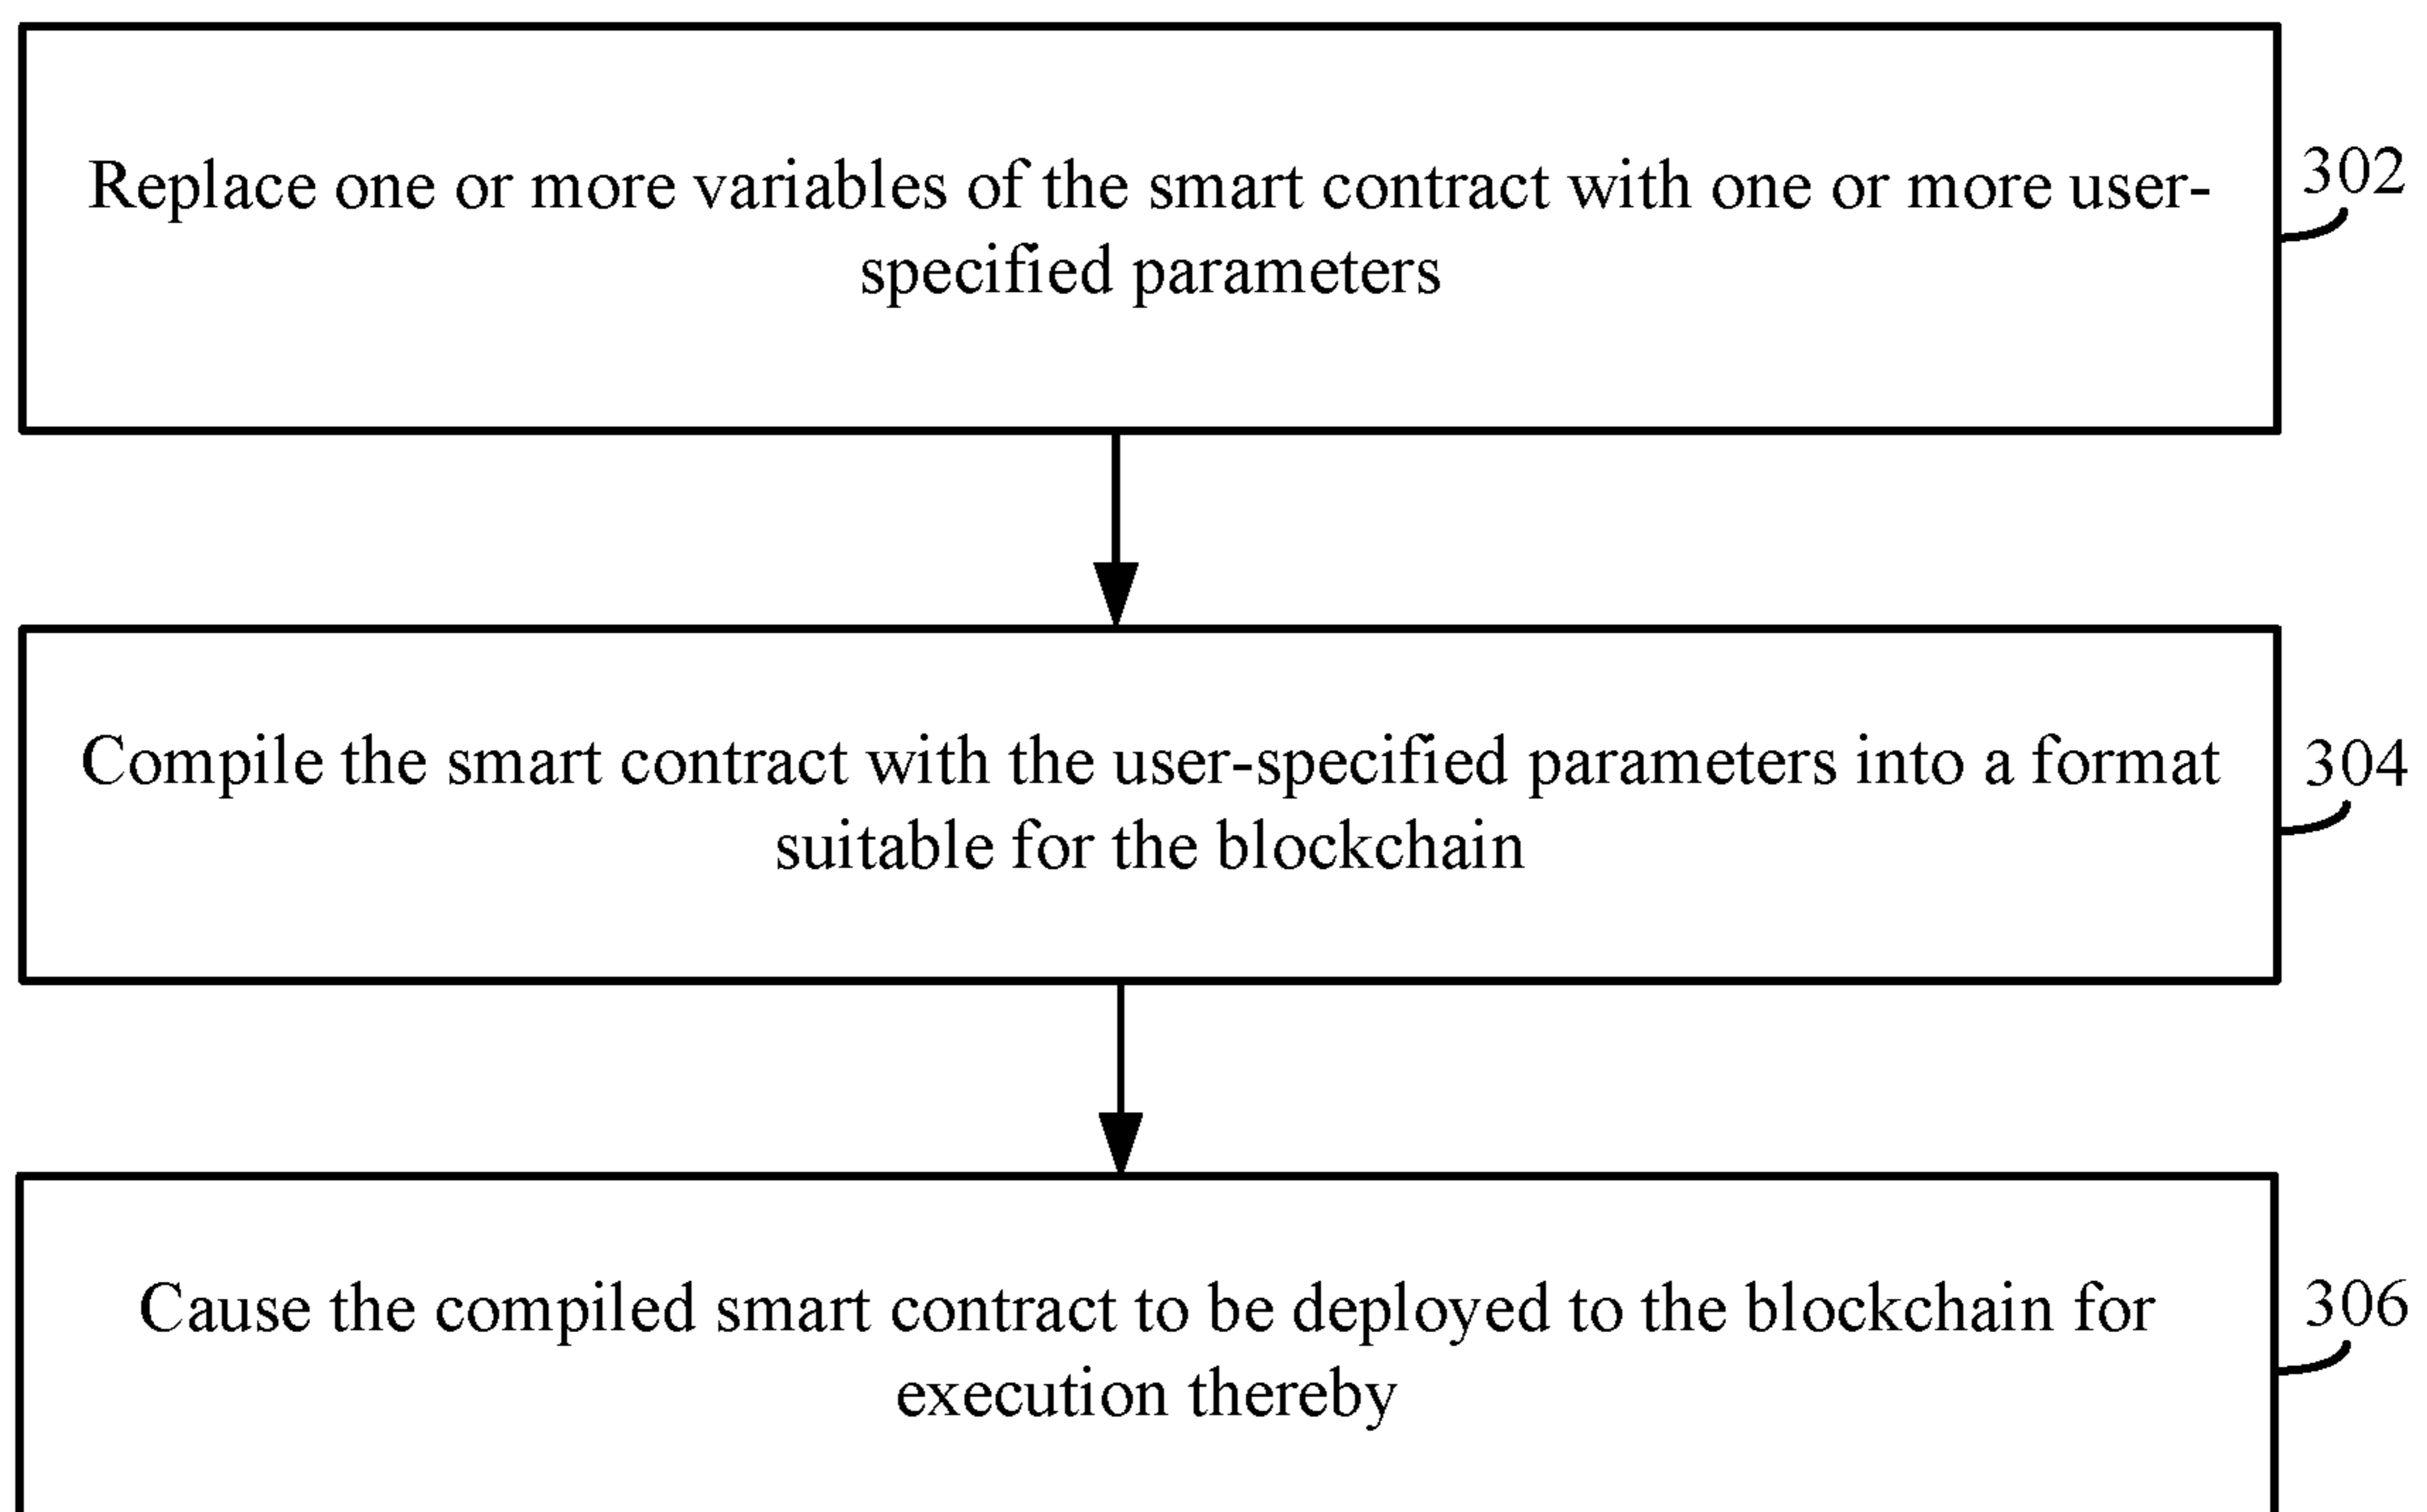 Replace one or more variables of the smart contract with one or more user-
specified parameters
302
Compile the smart contract with the user-specified parameters into a format
suitable for the blockchain
304
Cause the compiled smart contract to be deployed to the blockchain for
execution thereby
306